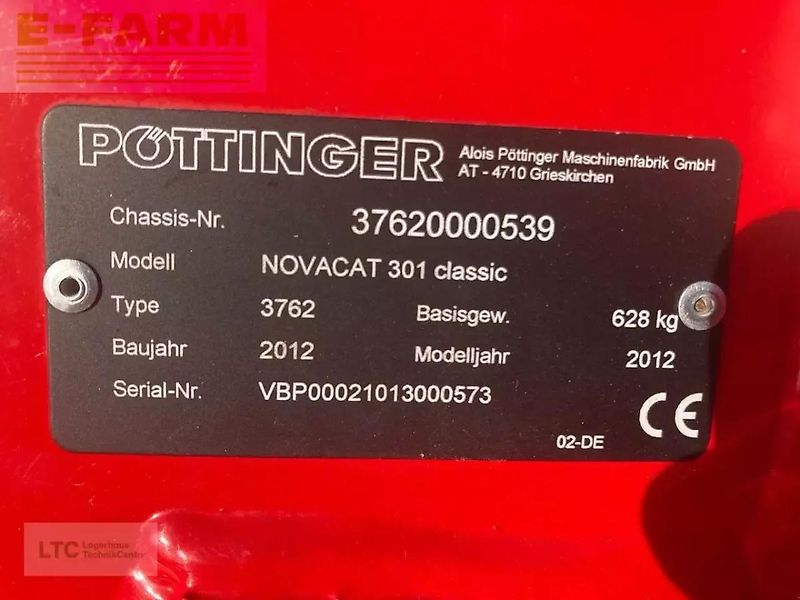 E-FARM
PÖTTINGER
Alois Pöttinger Maschinenfabrik GmbH
AT - 4710 Grieskirchen
Chassis-Nr. 37620000539
Modell NOVACAT 301 classic
Type 3762 Basisgew. 628 kg
Baujahr 2012 Modelljahr 2012
Serial-Nr. VBP00021013000573
CE
02-DE
LTC Lagerhaus
TechnikCenter